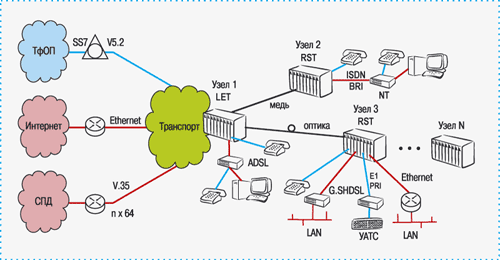 ТфОП
SS7
V5.2
Интернет
Ethernet
СПД
V.35
n x 64
Транспорт
Узел 1
LET
ADSL
медь
оптика
Узел 2
RST
ISDN
BRI
NT
Узел 3
RST
Узел N
G.SHDSL
E1
PRI
Ethernet
LAN
УАТС
LAN